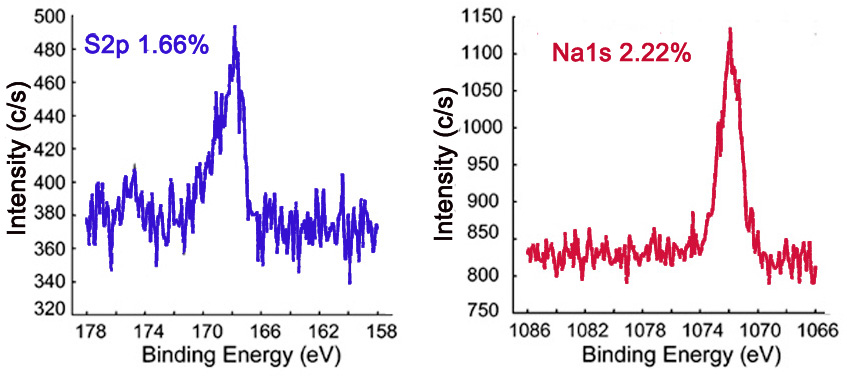 S2p 1.66%
Intensity (c/s)
500
480
460
440
420
400
380
360
340
320
178 174 170 166 162 158
Binding Energy (eV)
Na1s 2.22%
Intensity (c/s)
1150
1100
1050
1000
950
900
850
800
750
1086 1082 1078 1074 1070 1066
Binding Energy (eV)